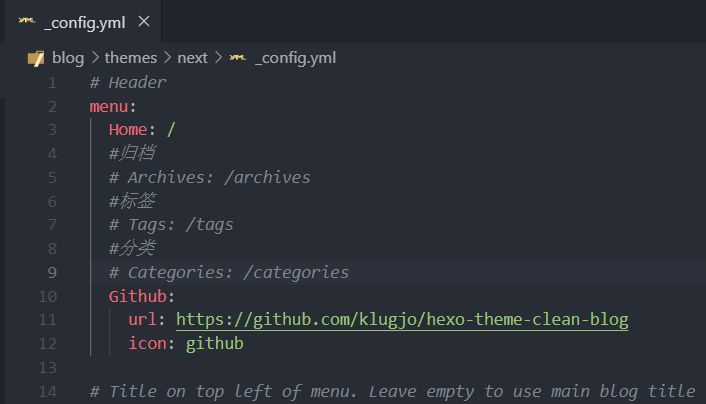 _config.yml
blog > themes > next > _config.yml
1 # Header
2 menu:
3 Home: /
4 #归档
5 # Archives: /archives
6 #标签
7 # Tags: /tags
8 #分类
9 # Categories: /categories
10 Github:
11 url: https://github.com/klugjo/hexo-theme-clean-blog
12 icon: github
13
14 # Title on top left of menu. Leave empty to use main blog title